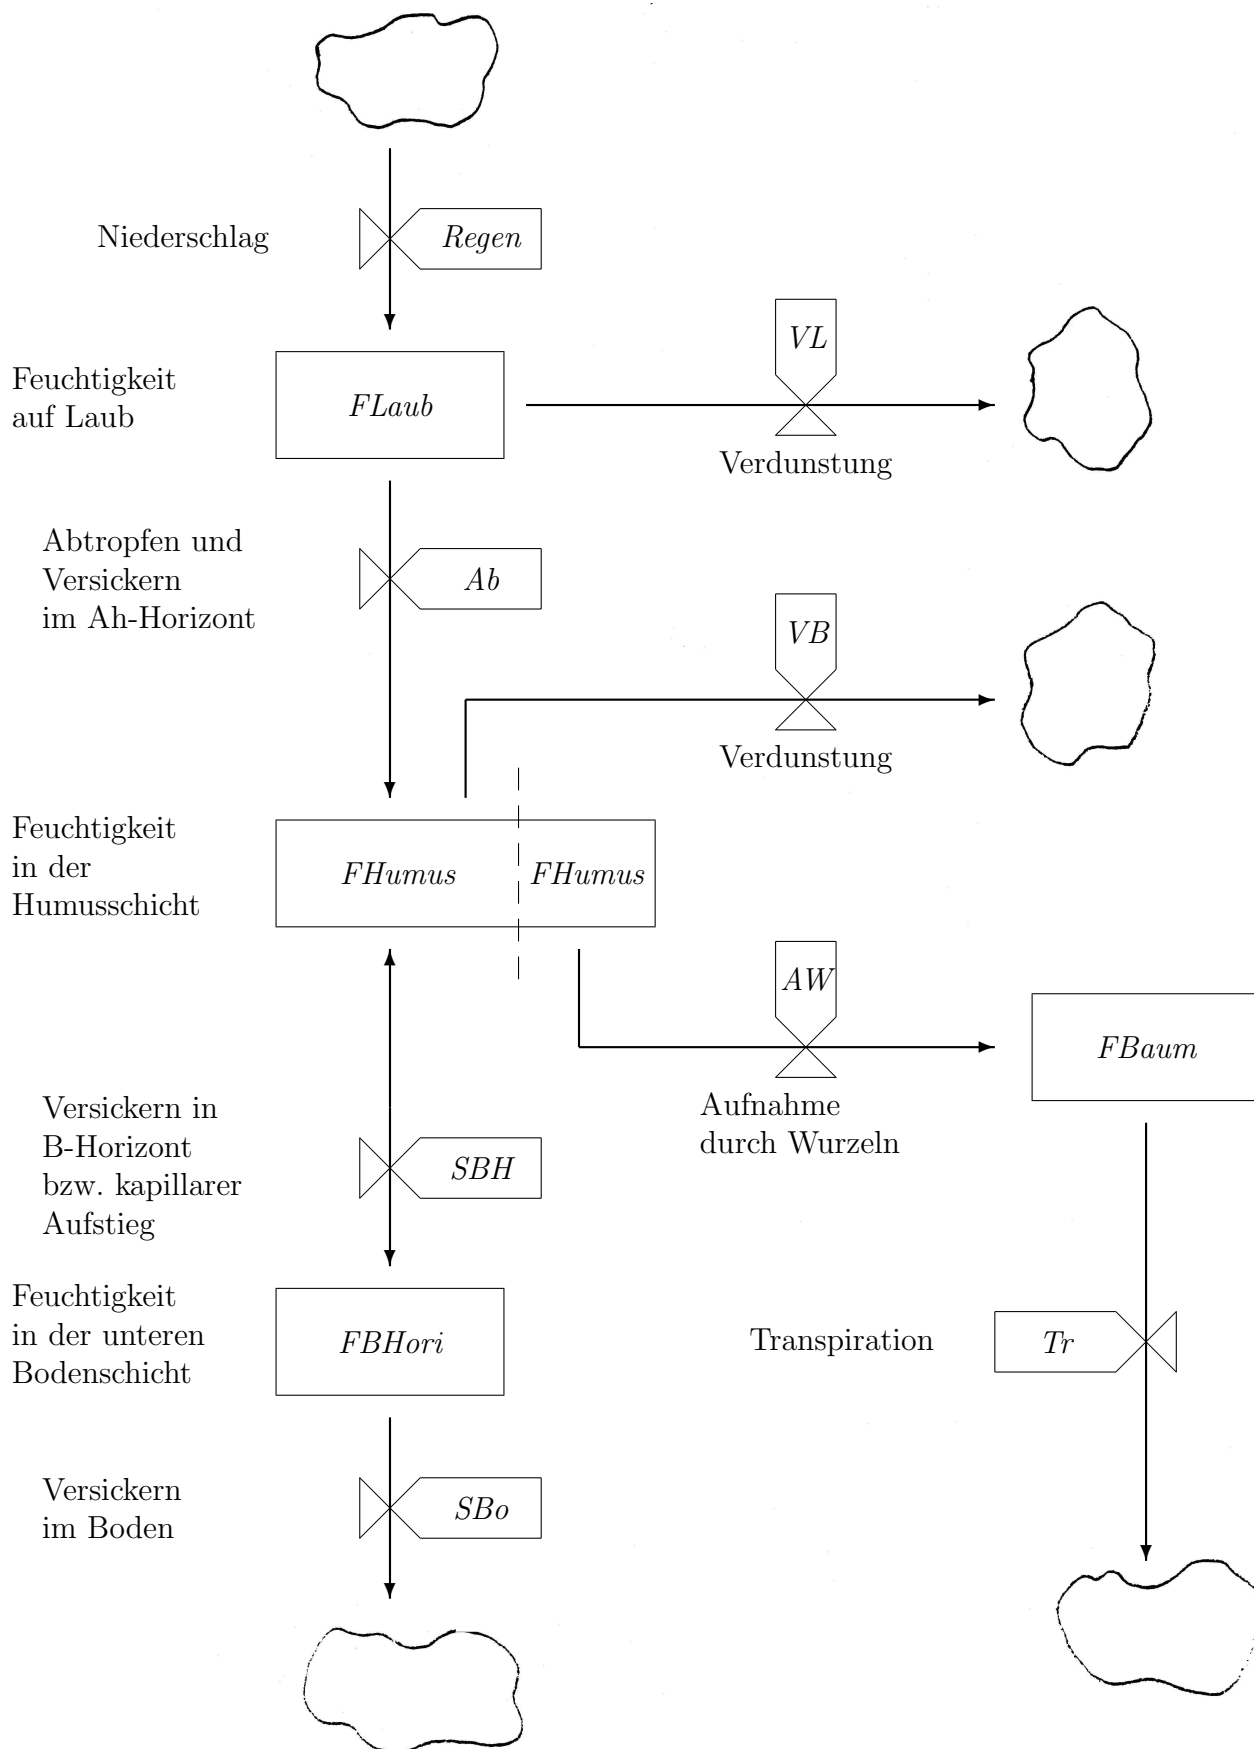 Niederschlag
Regen
VL
Feuchtigkeit
auf Laub
FLaub
Verdunstung
Abtropfen und
Versickern
im Ah-Horizont
Ab
VB
Verdunstung
Feuchtigkeit
in der
Humusschicht
FHumus
FHumus
AW
FBaum
Aufnahme
durch Wurzeln
Versickern in
B-Horizont
bzw. kapillarer
Aufstieg
SBH
Feuchtigkeit
in der unteren
Bodenschicht
FBHori
Transpiration
Tr
Versickern
im Boden
SBo